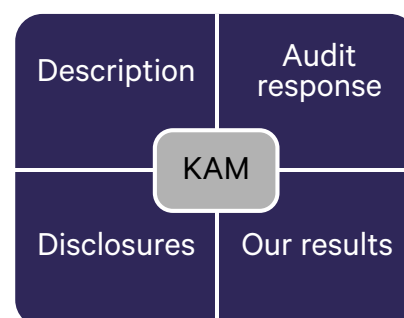 Description
Audit
response
KAM
Disclosures
Our results